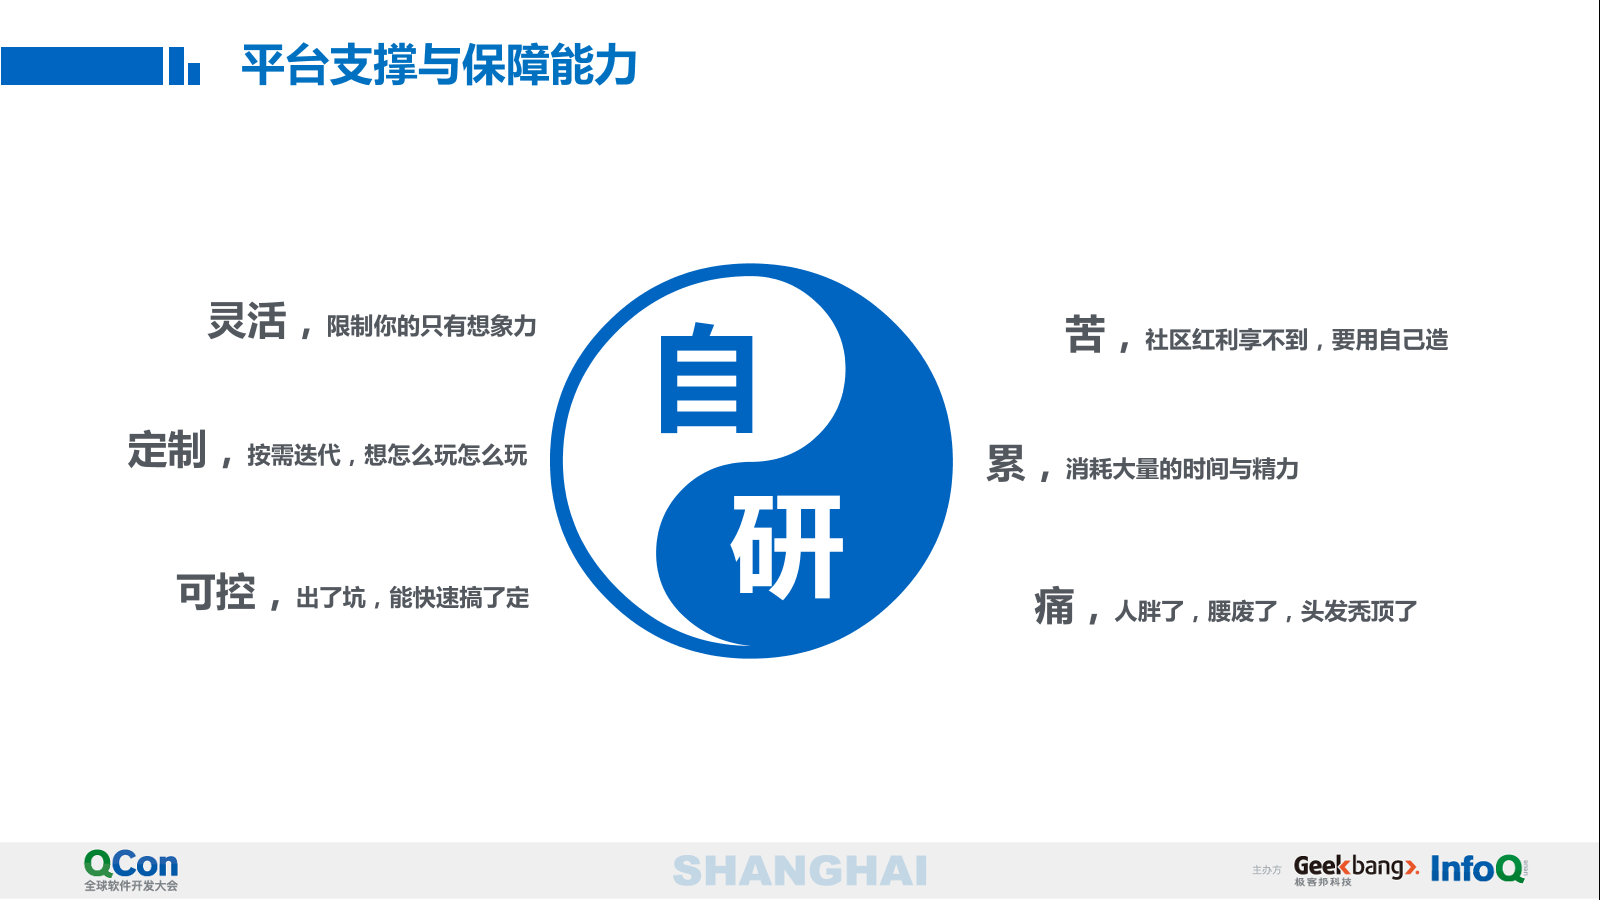 平台支撑与保障能力
灵活，限制你的只有想象力
定制，按需迭代，想怎么玩怎么玩
可控，出了坑，能快速搞了定
自
研
苦，社区红利享不到，要用自己造
累，消耗大量的时间与精力
痛，人胖了，腰废了，头发秃顶了
QCon
全球软件开发大会
SHANGHAI
主办方
Geekbang>.
极客邦科技
InfoQ